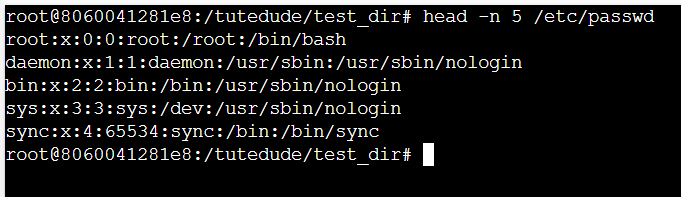 root@8060041281e8:/tutedude/test_dir# head -n 5 /etc/passwd
root:x:0:0:root:/root:/bin/bash
daemon:x:1:1:daemon:/usr/sbin:/usr/sbin/nologin
bin:x:2:2:bin:/bin:/usr/sbin/nologin
sys:x:3:3:sys:/dev:/usr/sbin/nologin
sync:x:4:65534:sync:/bin:/bin/sync
root@8060041281e8:/tutedude/test_dir#